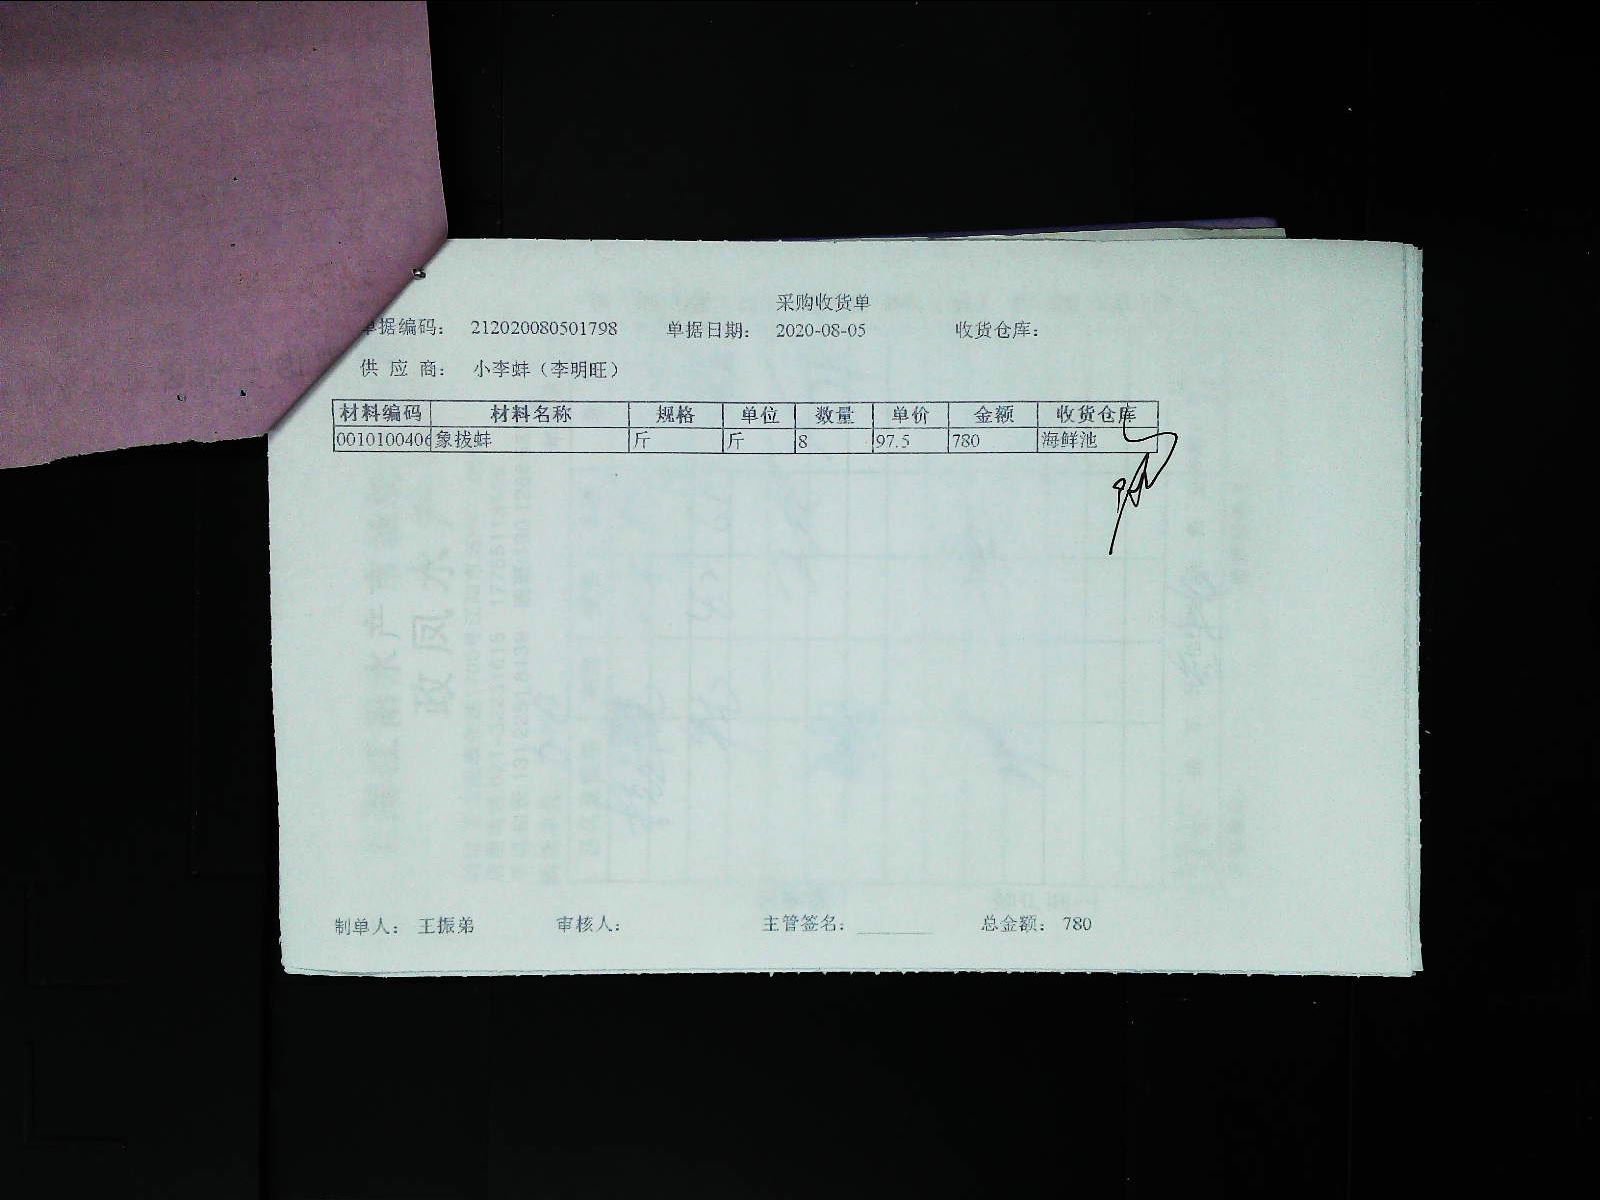 采购收货单
单据编码： 212020080501798 单据日期： 2020-08-05 收货仓库：
供 应 商： 小李蚌（李明旺）
材料编码 材料名称 规格 单位 数量 单价 金额 收货仓库
0010100406 象拔蚌 斤 斤 8 97.5 780 海鲜池
制单人： 王振弟 审核人： 主管签名： 总金额： 780